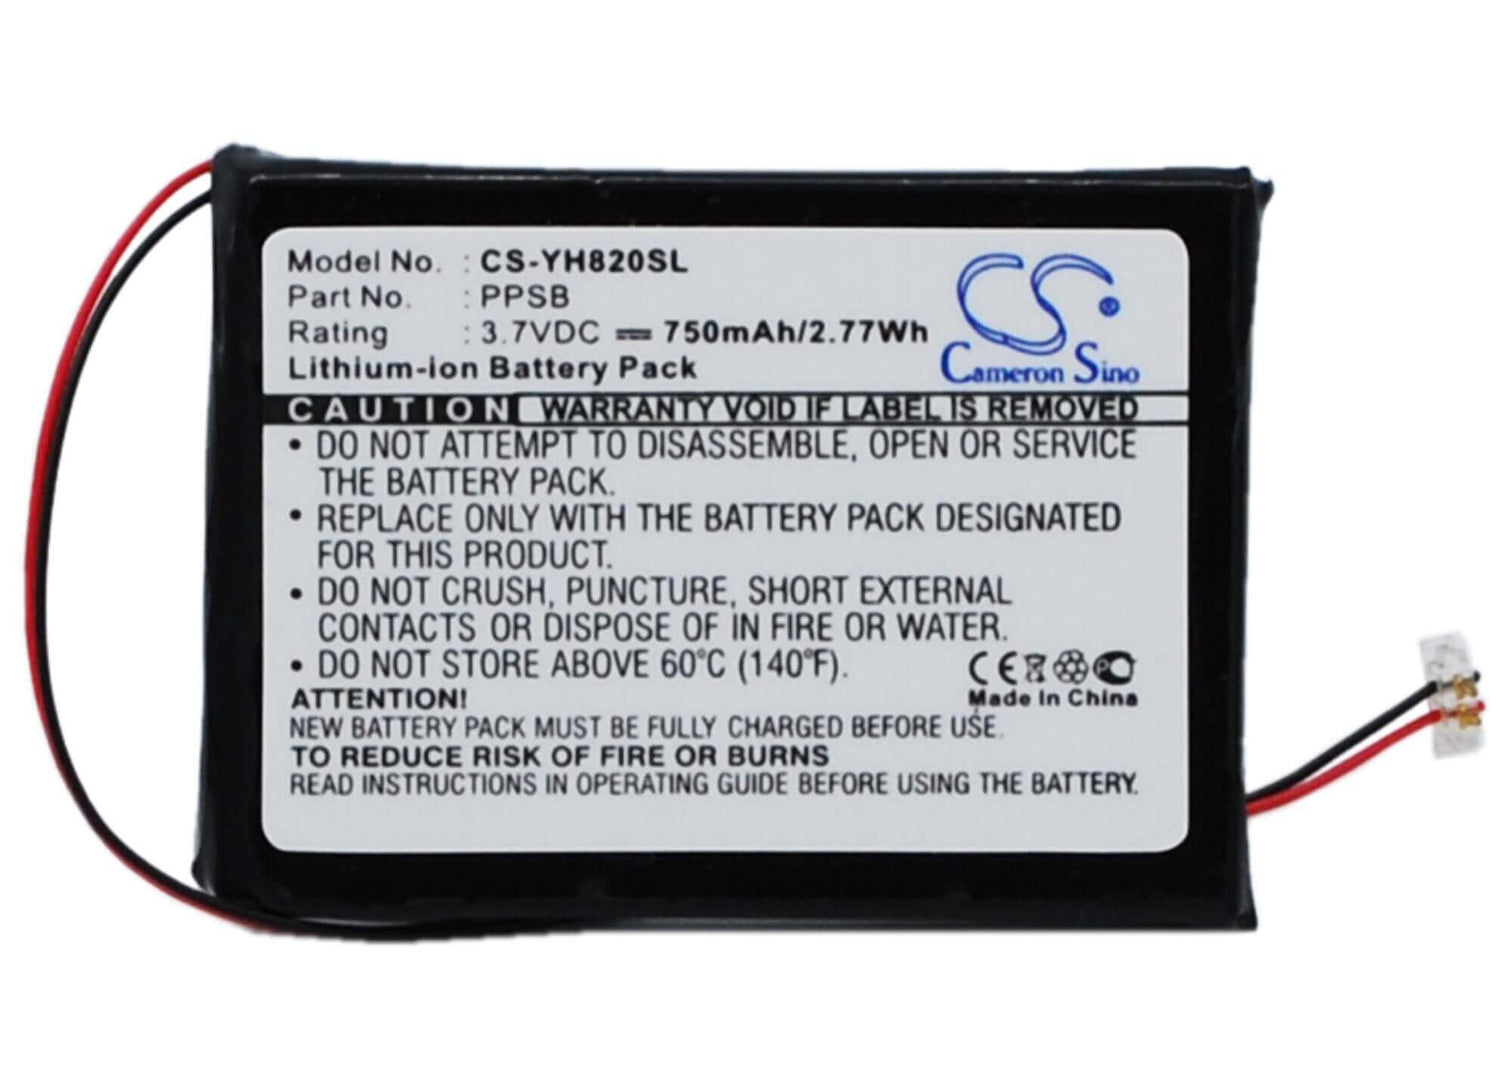 Model No. : CS-YH820SL
Part No. : PPSB
Rating : 3.7VDC ⎓ 750mAh/2.77Wh
Lithium-ion Battery Pack
CS ®
Cameron Sino
CAUTION WARRANTY VOID IF LABEL IS REMOVED
• DO NOT ATTEMPT TO DISASSEMBLE, OPEN OR SERVICE
THE BATTERY PACK.
• REPLACE ONLY WITH THE BATTERY PACK DESIGNATED
FOR THIS PRODUCT.
• DO NOT CRUSH, PUNCTURE, SHORT EXTERNAL
CONTACTS OR DISPOSE OF IN FIRE OR WATER.
• DO NOT STORE ABOVE 60°C (140°F).
CE
Made In China
ATTENTION!
NEW BATTERY PACK MUST BE FULLY CHARGED BEFORE USE.
TO REDUCE RISK OF FIRE OR BURNS
READ INSTRUCTIONS IN OPERATING GUIDE BEFORE USING THE BATTERY.